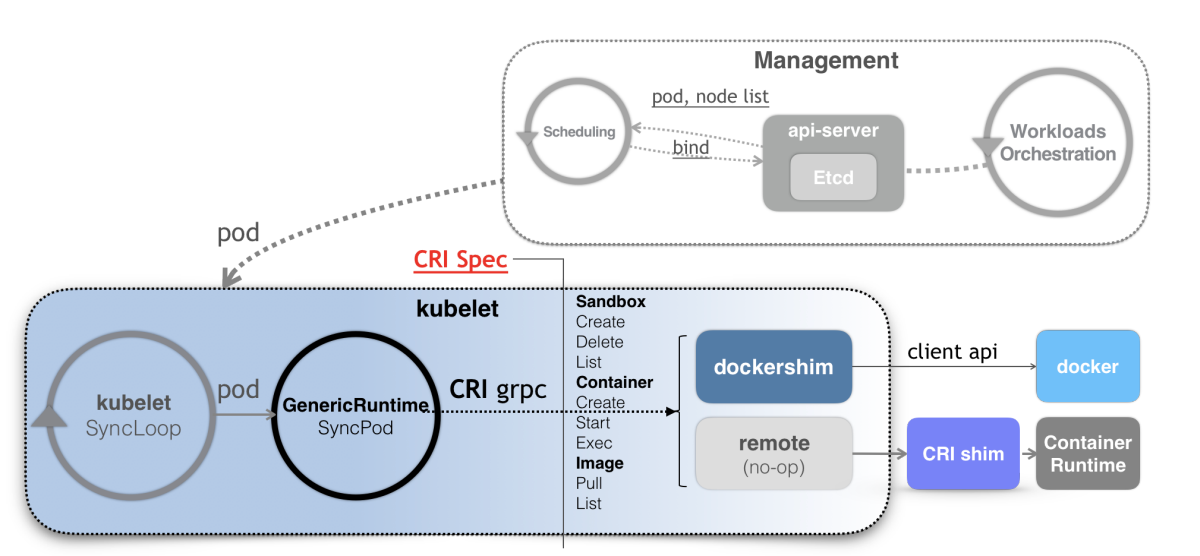 Management
Scheduling
pod, node list
bind
api-server
Etcd
Workloads
Orchestration
pod
CRI Spec
kubelet
kubelet
SyncLoop
pod
GenericRuntime
SyncPod
CRI grpc
Sandbox
Create
Delete
List
Container
Create
Start
Exec
Image
Pull
List
dockershim
client api
docker
remote
(no-op)
CRI shim
Container
Runtime